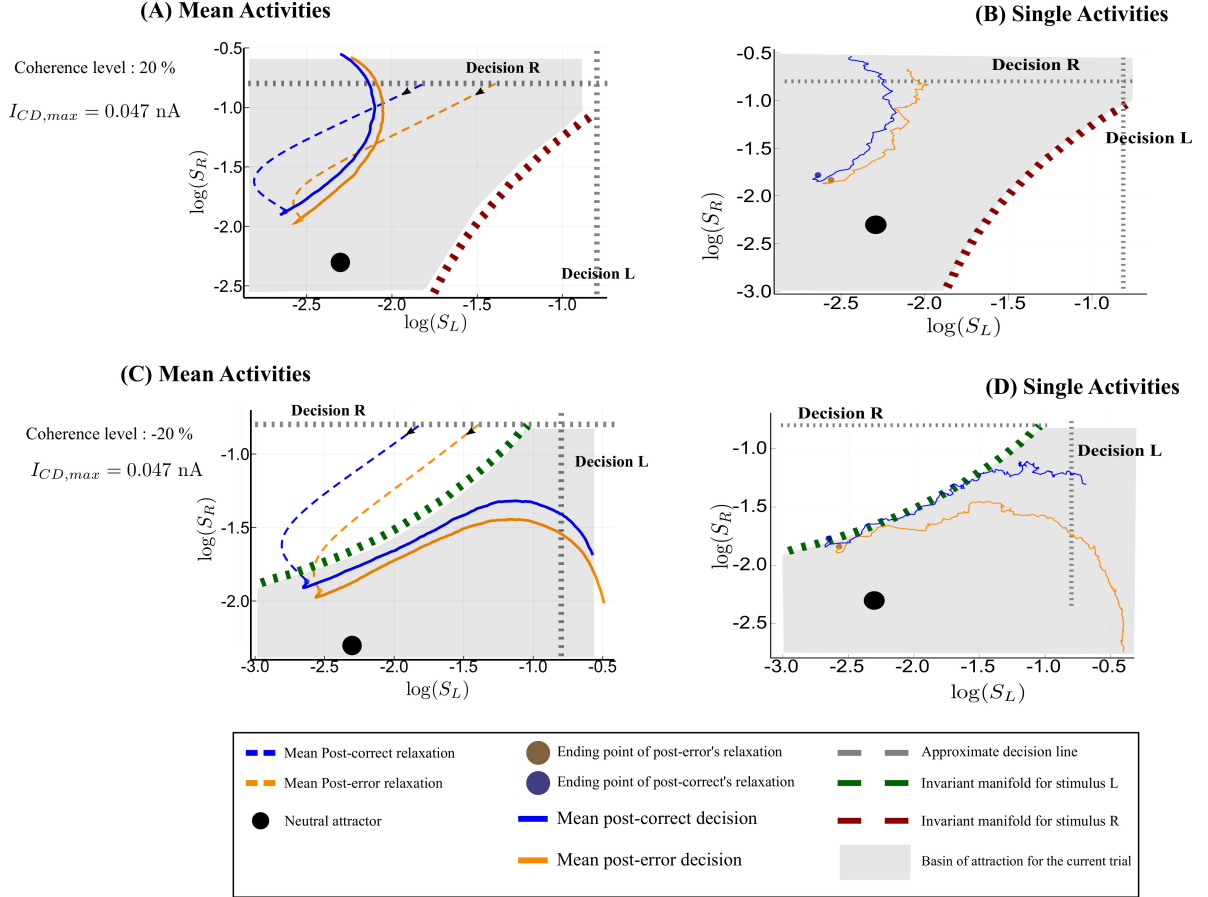 (A) Mean Activities
(B) Single Activities
Coherence level : 20 %
I_{CD,max} = 0.047 nA
-0.5
-1.0
-1.5
-2.0
-2.5
log(S_R)
Decision R
Decision L
-2.5
-2.0
-1.5
-1.0
log(S_L)
-0.5
-1.0
-1.5
-2.0
-2.5
-3.0
log(S_R)
Decision R
Decision L
-2.5
-2.0
-1.5
-1.0
log(S_L)
(C) Mean Activities
(D) Single Activities
Coherence level : -20 %
I_{CD,max} = 0.047 nA
-1.0
-1.5
-2.0
log(S_R)
Decision R
Decision L
-3.0
-2.5
-2.0
-1.5
-1.0
-0.5
log(S_L)
-1.0
-1.5
-2.0
-2.5
log(S_R)
Decision R
Decision L
-3.0
-2.5
-2.0
-1.5
-1.0
-0.5
log(S_L)
Mean Post-correct relaxation
Mean Post-error relaxation
Neutral attractor
Ending point of post-error's relaxation
Ending point of post-correct's relaxation
Mean post-correct decision
Mean post-error decision
Approximate decision line
Invariant manifold for stimulus L
Invariant manifold for stimulus R
Basin of attraction for the current trial